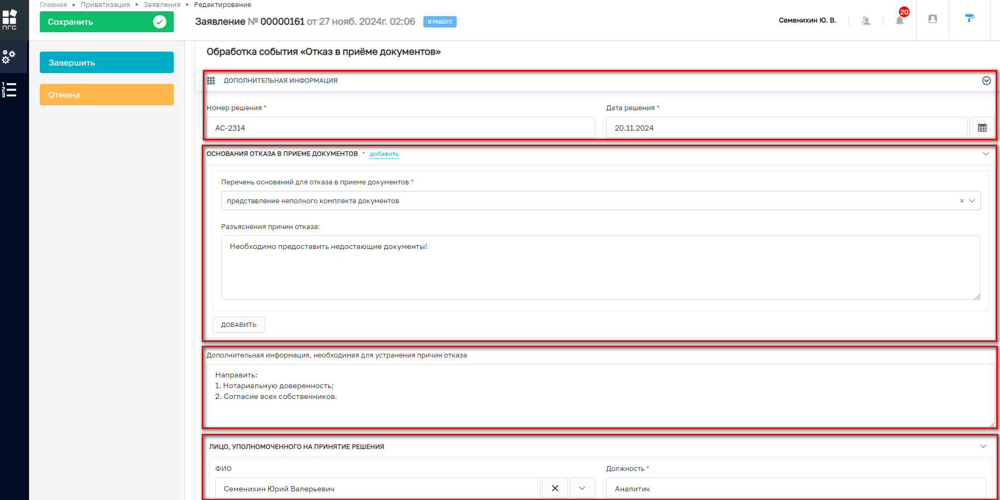 Главная ▸ Приватизация ▸ Заявления ▸ Редактирование
ПГС
Сохранить
Заявление № 00000161 от 27 нояб. 2024г. 02:06
В РАБОТЕ
Семенихин Ю. В.
20
Завершить
Отмена
Обработка события «Отказ в приёме документов»
ДОПОЛНИТЕЛЬНАЯ ИНФОРМАЦИЯ
Номер решения *
Дата решения *
АС-2314
20.11.2024
ОСНОВАНИЯ ОТКАЗА В ПРИЕМЕ ДОКУМЕНТОВ * добавить
Перечень оснований для отказа в приеме документов *
представление неполного комплекта документов
Разъяснения причин отказа:
Необходимо предоставить недостающие документы!
ДОБАВИТЬ
Дополнительная информация, необходимая для устранения причин отказа
Направить:
1. Нотариальную доверенность;
2. Согласие всех собственников.
ЛИЦО, УПОЛНОМОЧЕННОГО НА ПРИНЯТИЕ РЕШЕНИЯ
ФИО
Должность *
Семенихин Юрий Валерьевич
Аналитик